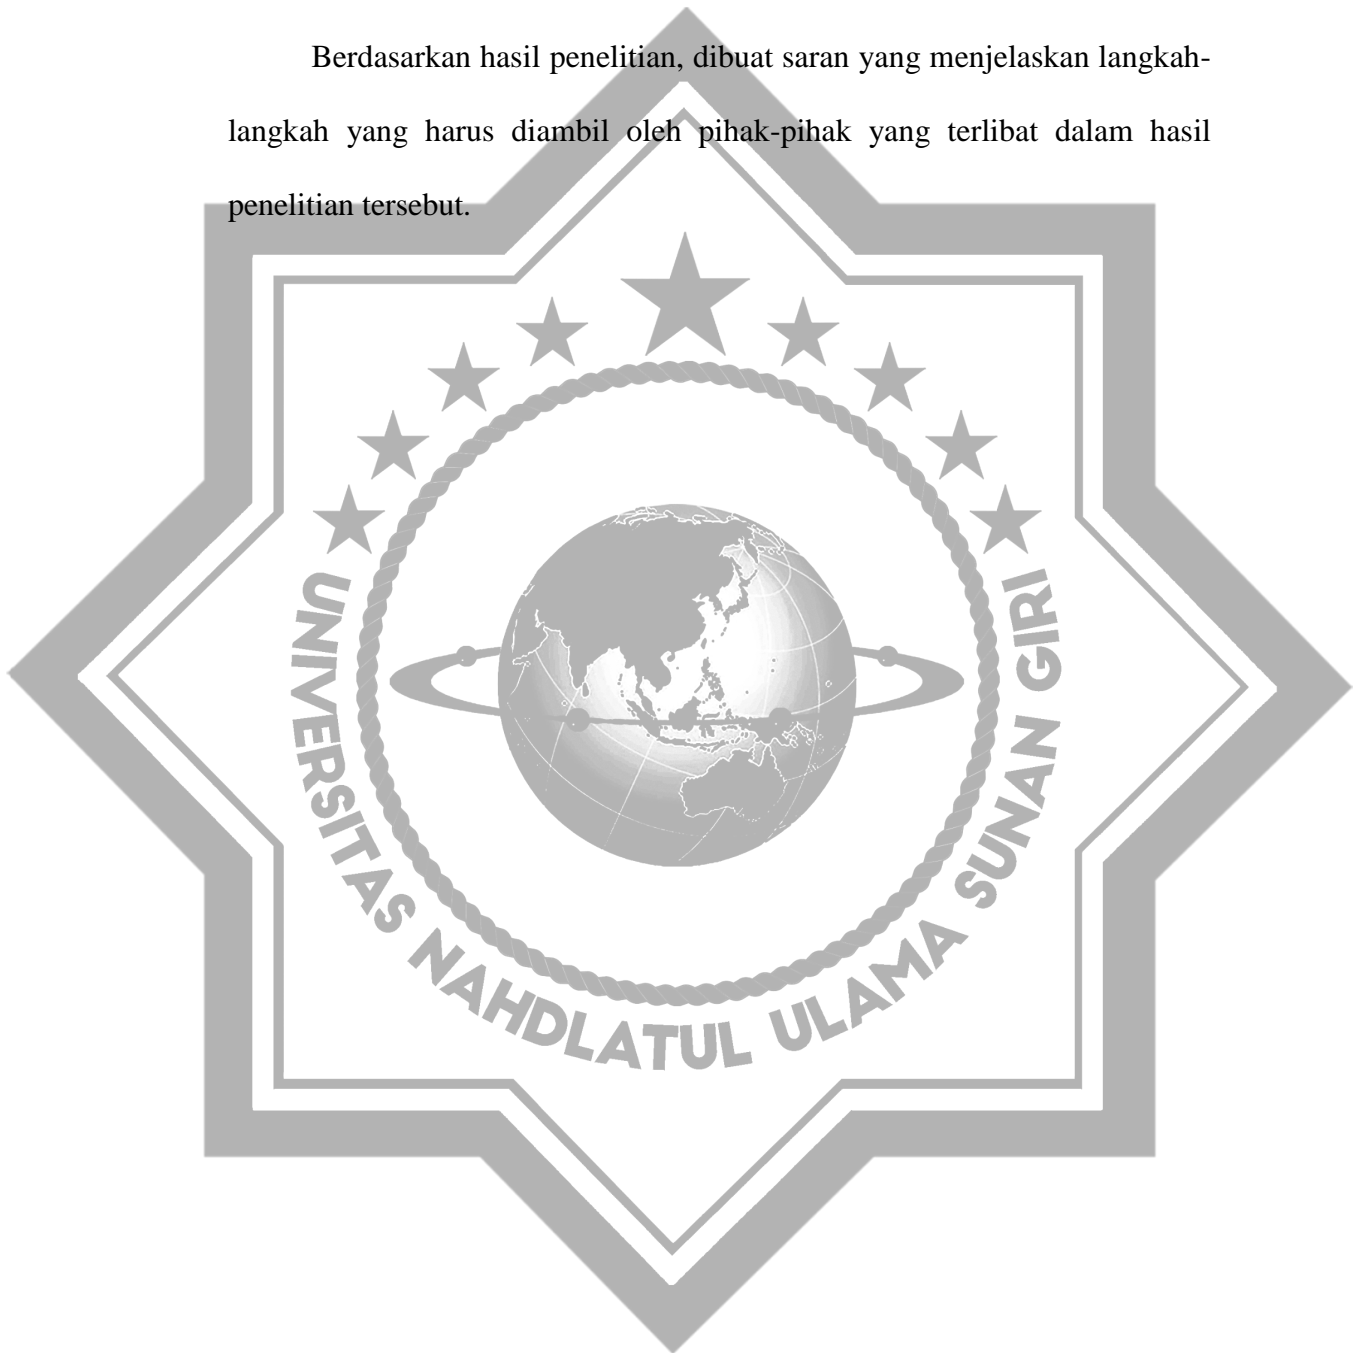 Berdasarkan hasil penelitian, dibuat saran yang menjelaskan langkah-
langkah yang harus diambil oleh pihak-pihak yang terlibat dalam hasil
penelitian tersebut.
UNIVERSITAS NAHDLATUL ULAMA SUNAN GIRI